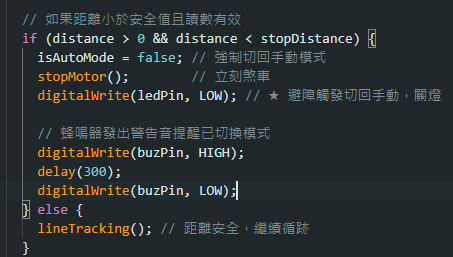 // 如果距離小於安全值且讀數有效
if (distance > 0 && distance < stopDistance) {
isAutoMode = false; // 強制切回手動模式
stopMotor(); // 立刻煞車
digitalWrite(ledPin, LOW); // ★ 避障觸發切回手動，關燈
// 蜂鳴器發出警告音提醒已切換模式
digitalWrite(buzPin, HIGH);
delay(300);
digitalWrite(buzPin, LOW);
} else {
lineTracking(); // 距離安全，繼續循跡
}